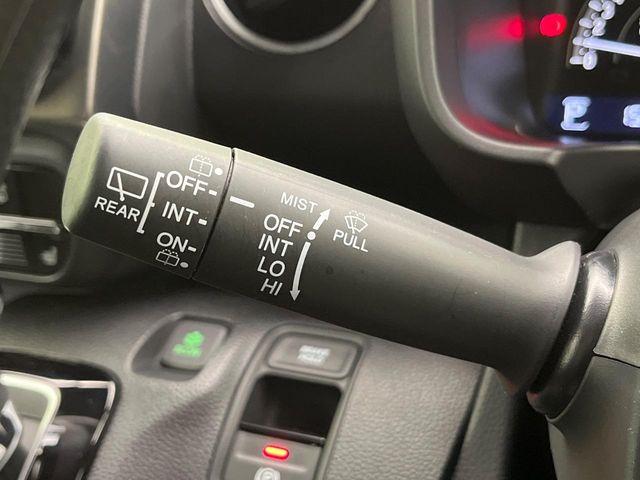 REAR
OFF
INT
ON
MIST
OFF
INT
LO
HI
PULL
P